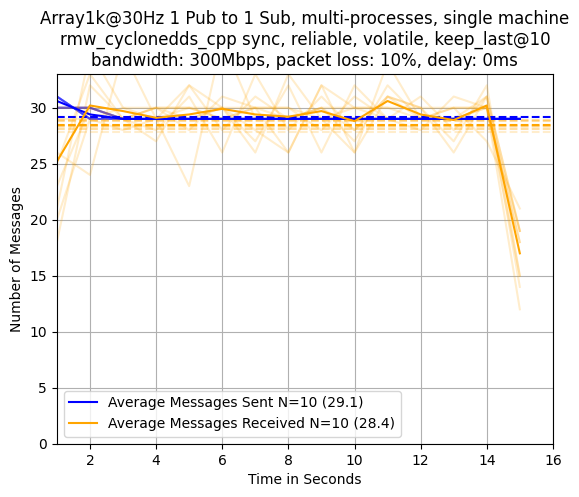 Array1k@30Hz 1 Pub to 1 Sub, multi-processes, single machine
rmw_cyclonedds_cpp sync, reliable, volatile, keep_last@10
bandwidth: 300Mbps, packet loss: 10%, delay: 0ms
30
25
20
15
10
5
0
Number of Messages
Average Messages Sent N=10 (29.1)
Average Messages Received N=10 (28.4)
2 4 6 8 10 12 14 16
Time in Seconds